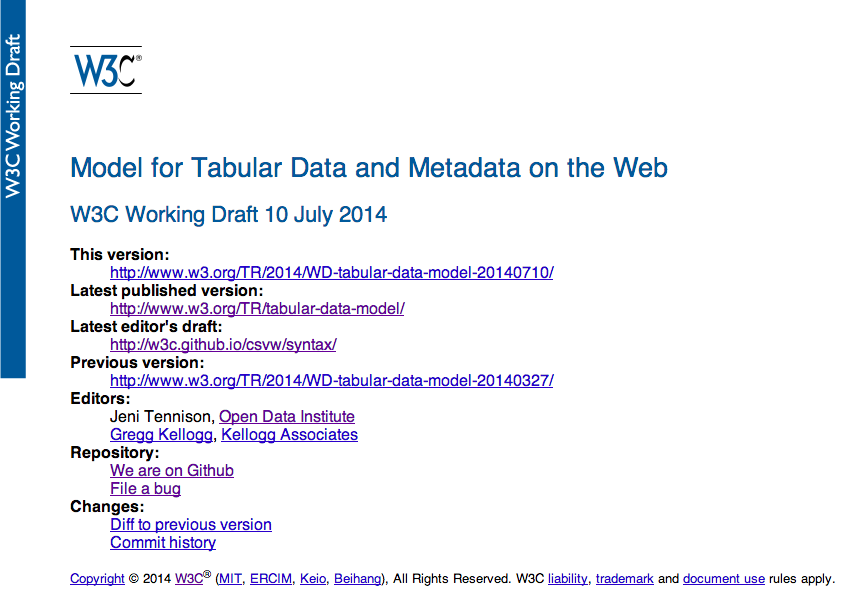 W3C Working Draft
W3C®
Model for Tabular Data and Metadata on the Web
W3C Working Draft 10 July 2014
This version:
http://www.w3.org/TR/2014/WD-tabular-data-model-20140710/
Latest published version:
http://www.w3.org/TR/tabular-data-model/
Latest editor's draft:
http://w3c.github.io/csvw/syntax/
Previous version:
http://www.w3.org/TR/2014/WD-tabular-data-model-20140327/
Editors:
Jeni Tennison, Open Data Institute
Gregg Kellogg, Kellogg Associates
Repository:
We are on Github
File a bug
Changes:
Diff to previous version
Commit history
Copyright © 2014 W3C® (MIT, ERCIM, Keio, Beihang), All Rights Reserved. W3C liability, trademark and document use rules apply.